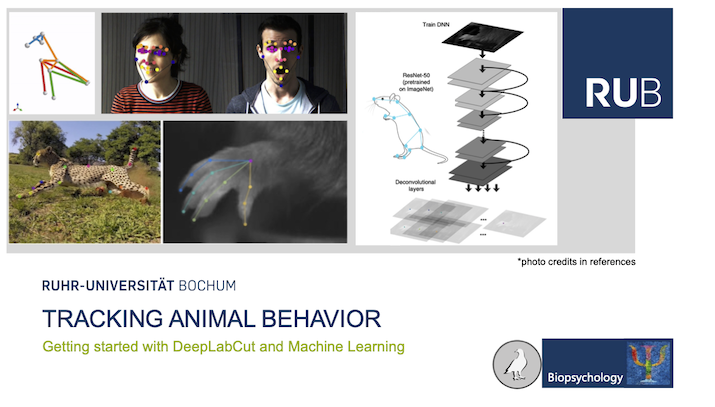 Train DNN
ResNet-50
(pretrained
on ImageNet)
Deconvolutional
layers
...
...
RUB
*photo credits in references
RUHR-UNIVERSITÄT BOCHUM
TRACKING ANIMAL BEHAVIOR
Getting started with DeepLabCut and Machine Learning
Biopsychology